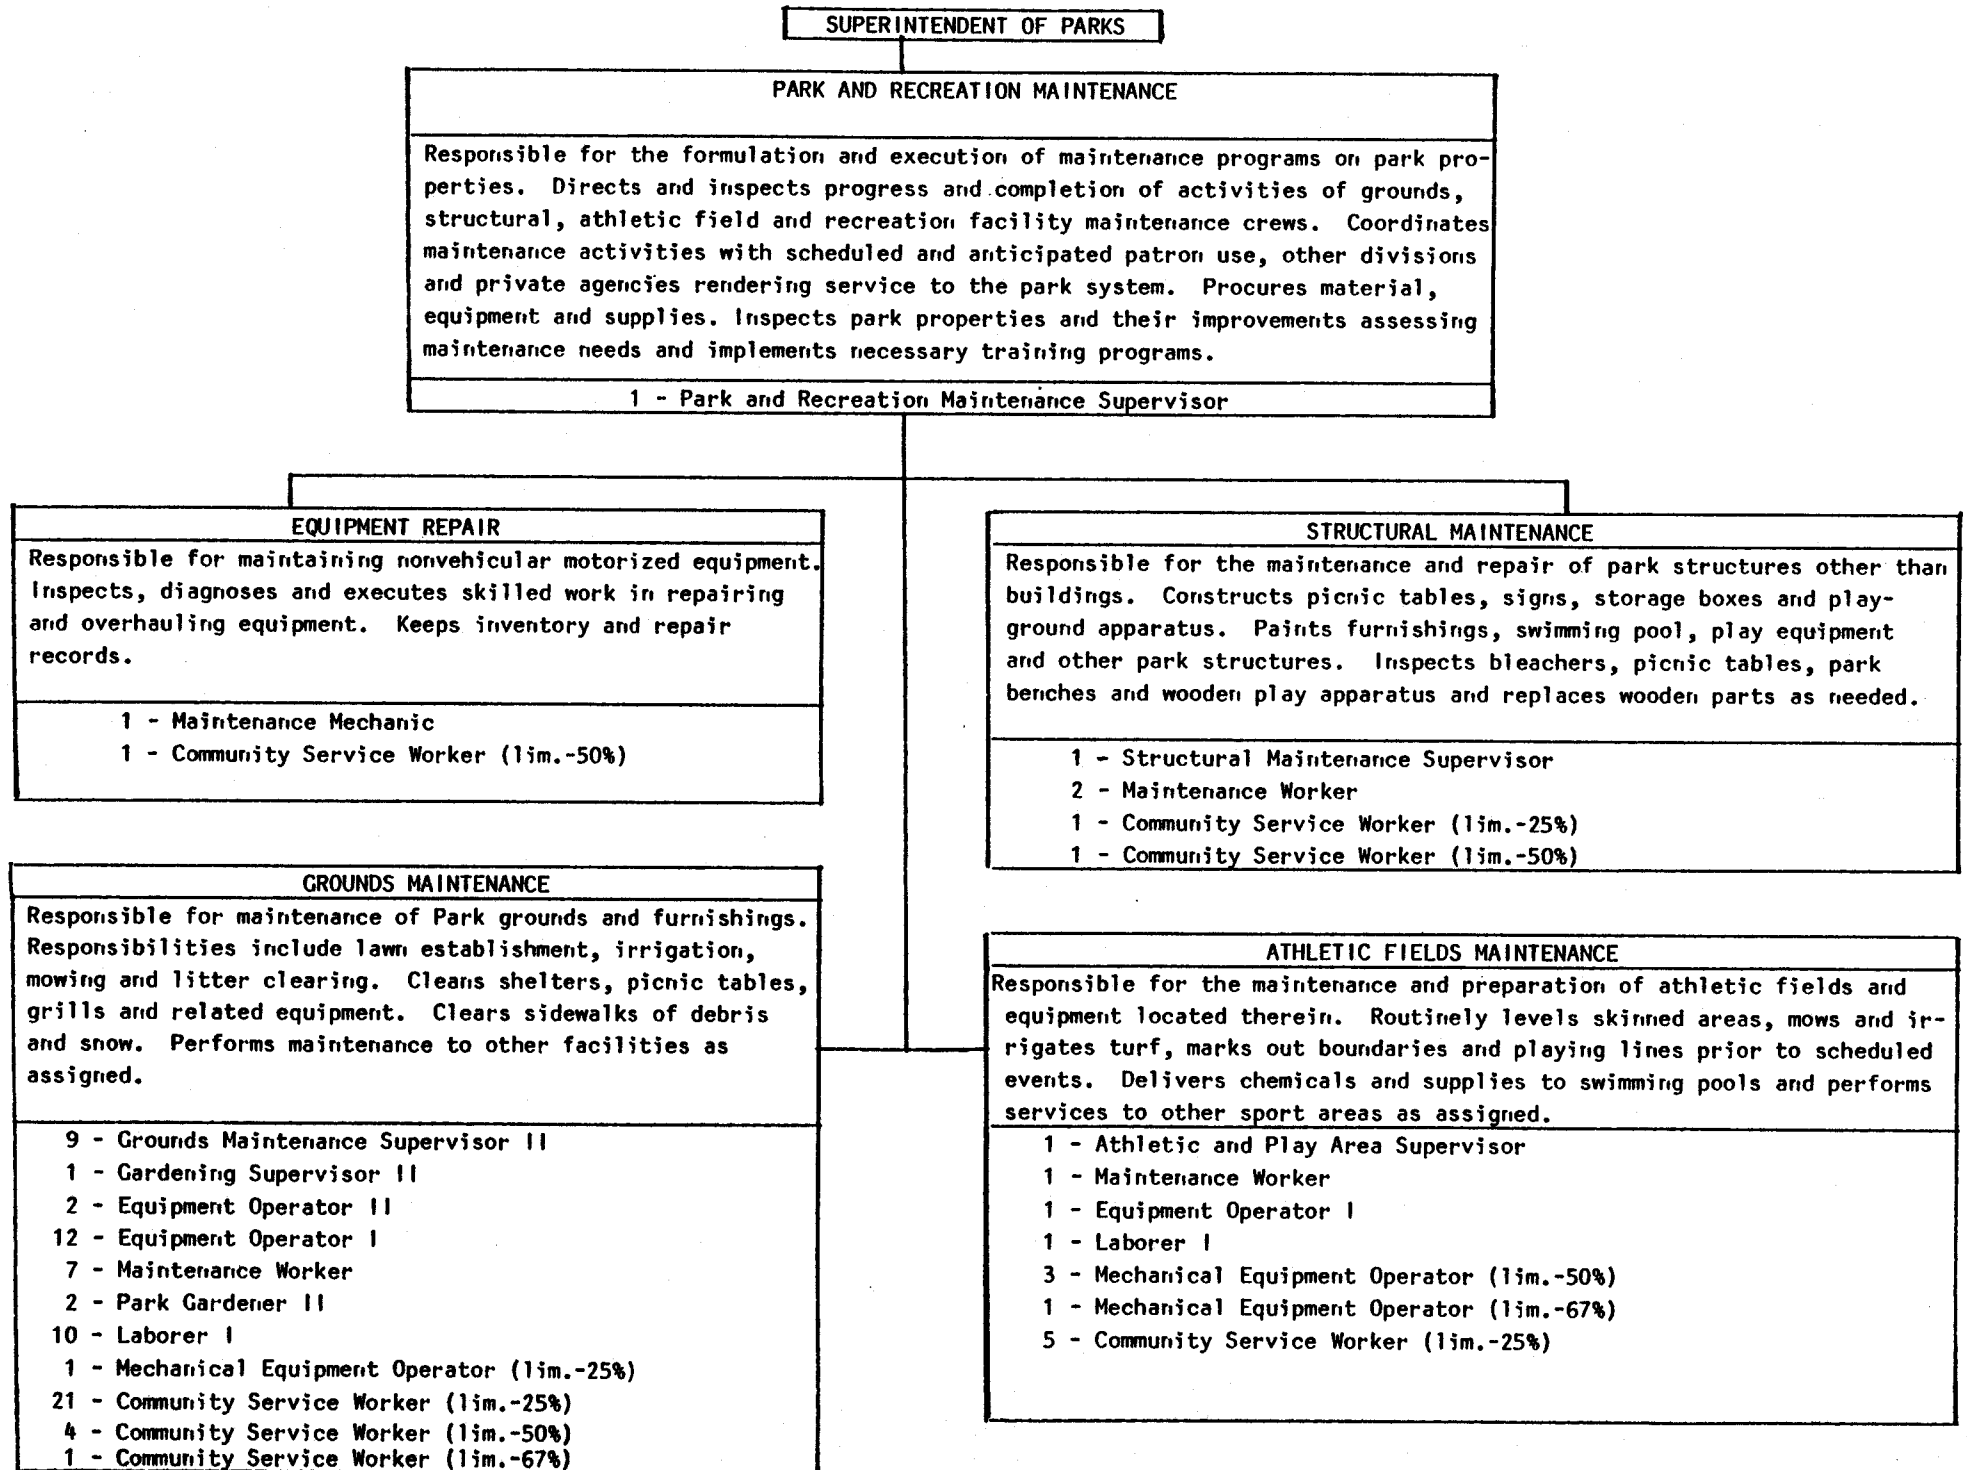 SUPERINTENDENT OF PARKS
PARK AND RECREATION MAINTENANCE
Responsible for the formulation and execution of maintenance programs on park pro-
perties. Directs and inspects progress and completion of activities of grounds,
structural, athletic field and recreation facility maintenance crews. Coordinates
maintenance activities with scheduled and anticipated patron use, other divisions
and private agencies rendering service to the park system. Procures material,
equipment and supplies. Inspects park properties and their improvements assessing
maintenance needs and implements necessary training programs.
1 - Park and Recreation Maintenance Supervisor
EQUIPMENT REPAIR
Responsible for maintaining nonvehicular motorized equipment.
Inspects, diagnoses and executes skilled work in repairing
and overhauling equipment. Keeps inventory and repair
records.
1 - Maintenance Mechanic
1 - Community Service Worker (lim.-50%)
STRUCTURAL MAINTENANCE
Responsible for the maintenance and repair of park structures other than
buildings. Constructs picnic tables, signs, storage boxes and play-
ground apparatus. Paints furnishings, swimming pool, play equipment
and other park structures. Inspects bleachers, picnic tables, park
benches and wooden play apparatus and replaces wooden parts as needed.
1 - Structural Maintenance Supervisor
2 - Maintenance Worker
1 - Community Service Worker (lim.-25%)
1 - Community Service Worker (lim.-50%)
GROUNDS MAINTENANCE
Responsible for maintenance of Park grounds and furnishings.
Responsibilities include lawn establishment, irrigation,
mowing and litter clearing. Cleans shelters, picnic tables,
grills and related equipment. Clears sidewalks of debris
and snow. Performs maintenance to other facilities as
assigned.
9 - Grounds Maintenance Supervisor II
1 - Gardening Supervisor II
2 - Equipment Operator II
12 - Equipment Operator I
7 - Maintenance Worker
2 - Park Gardener II
10 - Laborer I
1 - Mechanical Equipment Operator (lim.-25%)
21 - Community Service Worker (lim.-25%)
4 - Community Service Worker (lim.-50%)
1 - Community Service Worker (lim.-67%)
ATHLETIC FIELDS MAINTENANCE
Responsible for the maintenance and preparation of athletic fields and
equipment located therein. Routinely levels skinned areas, mows and ir-
rigates turf, marks out boundaries and playing lines prior to scheduled
events. Delivers chemicals and supplies to swimming pools and performs
services to other sport areas as assigned.
1 - Athletic and Play Area Supervisor
1 - Maintenance Worker
1 - Equipment Operator I
1 - Laborer I
3 - Mechanical Equipment Operator (lim.-50%)
1 - Mechanical Equipment Operator (lim.-67%)
5 - Community Service Worker (lim.-25%)